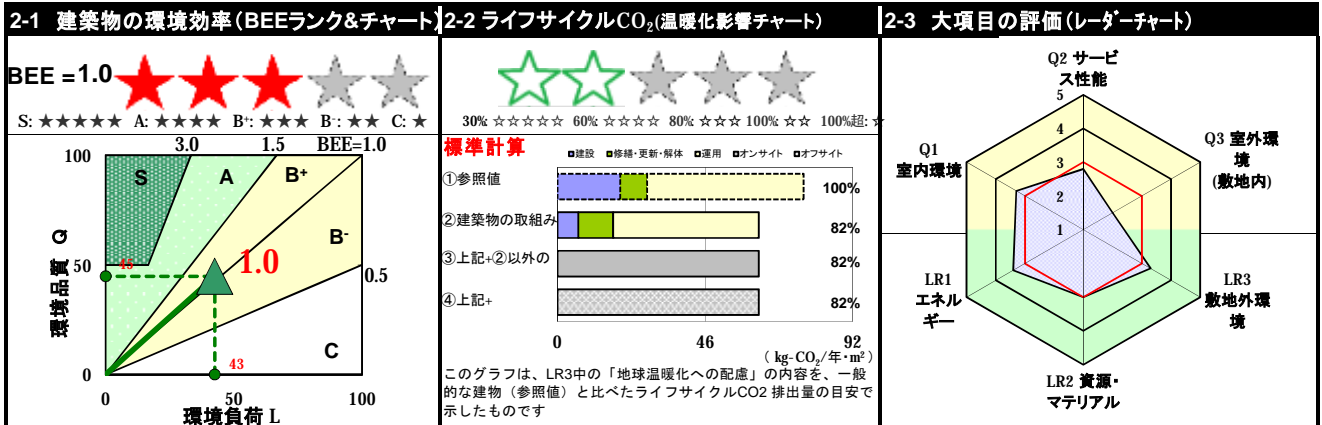 2-1 建築物の環境効率(BEEランク&チャート)
BEE = 1.0
S: ★★★★★ A: ★★★★ B+: ★★★ B-: ★★ C: ★
3.0 1.5 BEE=1.0
100
S A B+
B-
環境品質 Q
50
45
1.0
0.5
C
43
0
0 50 100
環境負荷 L
2-2 ライフサイクルCO2(温暖化影響チャート)
30% ☆☆☆☆☆ 60% ☆☆☆☆ 80% ☆☆☆ 100% ☆☆ 100%超: ☆
標準計算
■建設 ■修繕・更新・解体 ■運用 ■オンサイト ■オフサイト
①参照値 100%
②建築物の取組み 82%
③上記+②以外の 82%
④上記+ 82%
0 46 92
( kg-CO2/年・m2 )
このグラフは、LR3中の「地球温暖化への配慮」の内容を、一般
的な建物(参照値)と比べたライフサイクルCO2 排出量の目安で
示したものです
2-3 大項目の評価(レーダーチャート)
Q2 サービ
ス性能
5
4
3
2
1
Q1
室内環境
Q3 室外環
境
(敷地内)
LR1
エネル
ギー
LR3
敷地外環
境
LR2 資源・
マテリアル